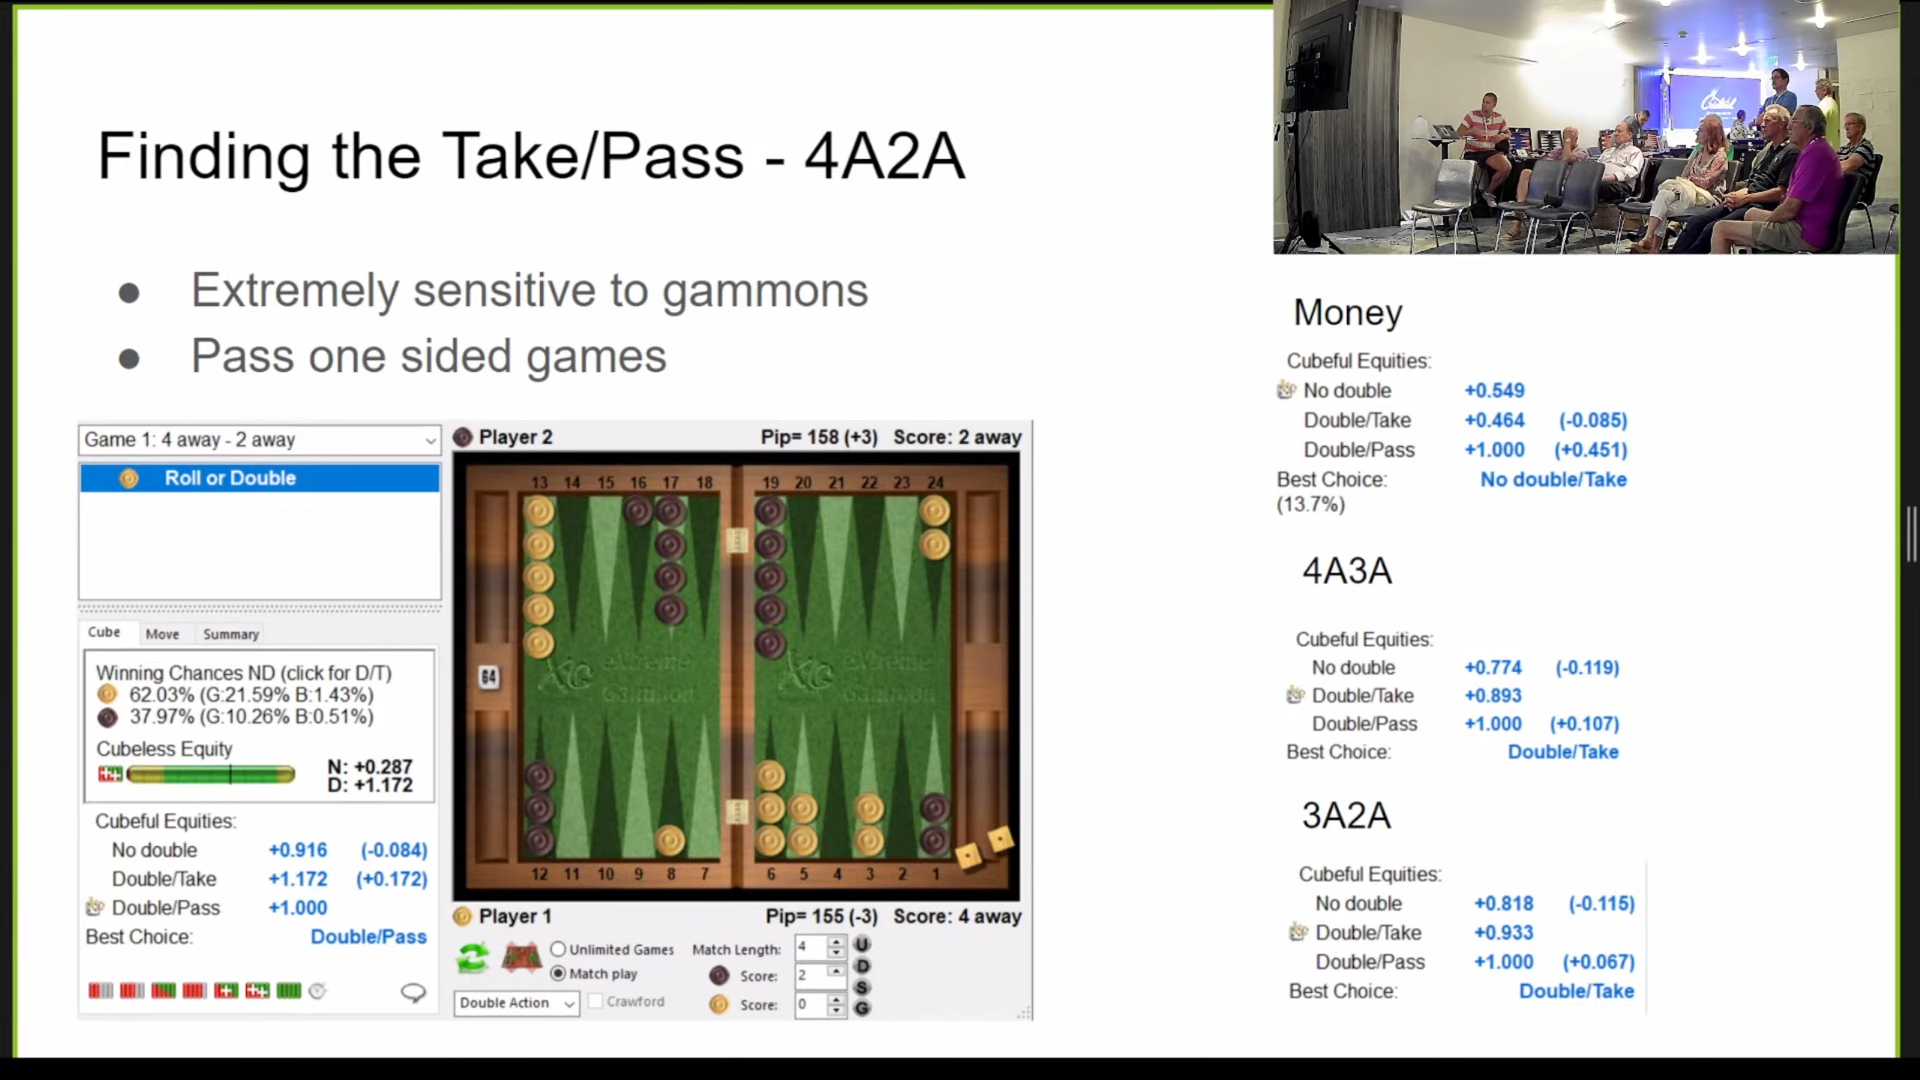 Finding the Take/Pass - 4A2A
● Extremely sensitive to gammons
● Pass one sided games
Game 1: 4 away - 2 away
Roll or Double
Cube Move Summary
Winning Chances ND (click for D/T)
62.03% (G:21.59% B:1.43%)
37.97% (G:10.26% B:0.51%)
Cubeless Equity
N: +0.287
D: +1.172
Cubeful Equities:
No double +0.916 (-0.084)
Double/Take +1.172 (+0.172)
Double/Pass +1.000
Best Choice: Double/Pass
Player 2 Pip= 158 (+3) Score: 2 away
13 14 15 16 17 18 19 20 21 22 23 24
64
XG eXtreme Gammon XG eXtreme Gammon
12 11 10 9 8 7 6 5 4 3 2 1
Player 1 Pip= 155 (-3) Score: 4 away
Unlimited Games Match Length: 4 U
Match play Score: 2 D
Double Action Crawford Score: 0 S
G
Money
Cubeful Equities:
No double +0.549
Double/Take +0.464 (-0.085)
Double/Pass +1.000 (+0.451)
Best Choice: No double/Take
(13.7%)
4A3A
Cubeful Equities:
No double +0.774 (-0.119)
Double/Take +0.893
Double/Pass +1.000 (+0.107)
Best Choice: Double/Take
3A2A
Cubeful Equities:
No double +0.818 (-0.115)
Double/Take +0.933
Double/Pass +1.000 (+0.067)
Best Choice: Double/Take